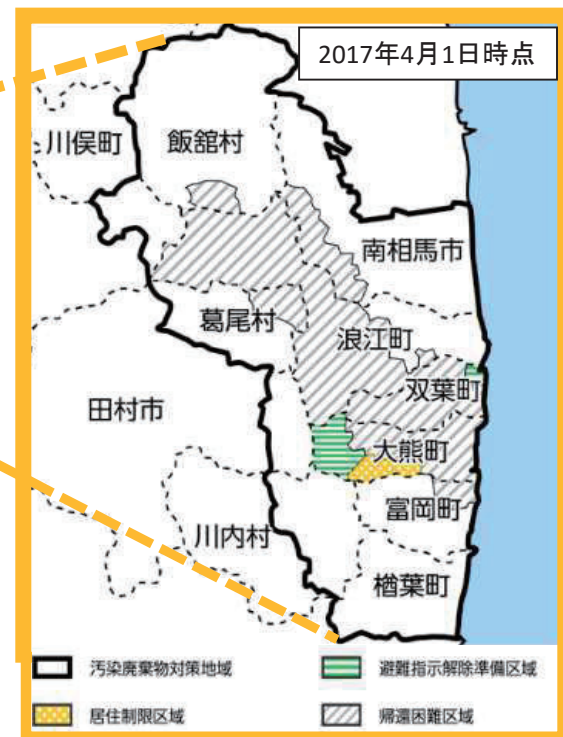 2017年4月1日時点
川俣町
飯舘村
南相馬市
葛尾村
浪江町
双葉町
田村市
大熊町
富岡町
川内村
楢葉町
汚染廃棄物対策地域
避難指示解除準備区域
居住制限区域
帰還困難区域